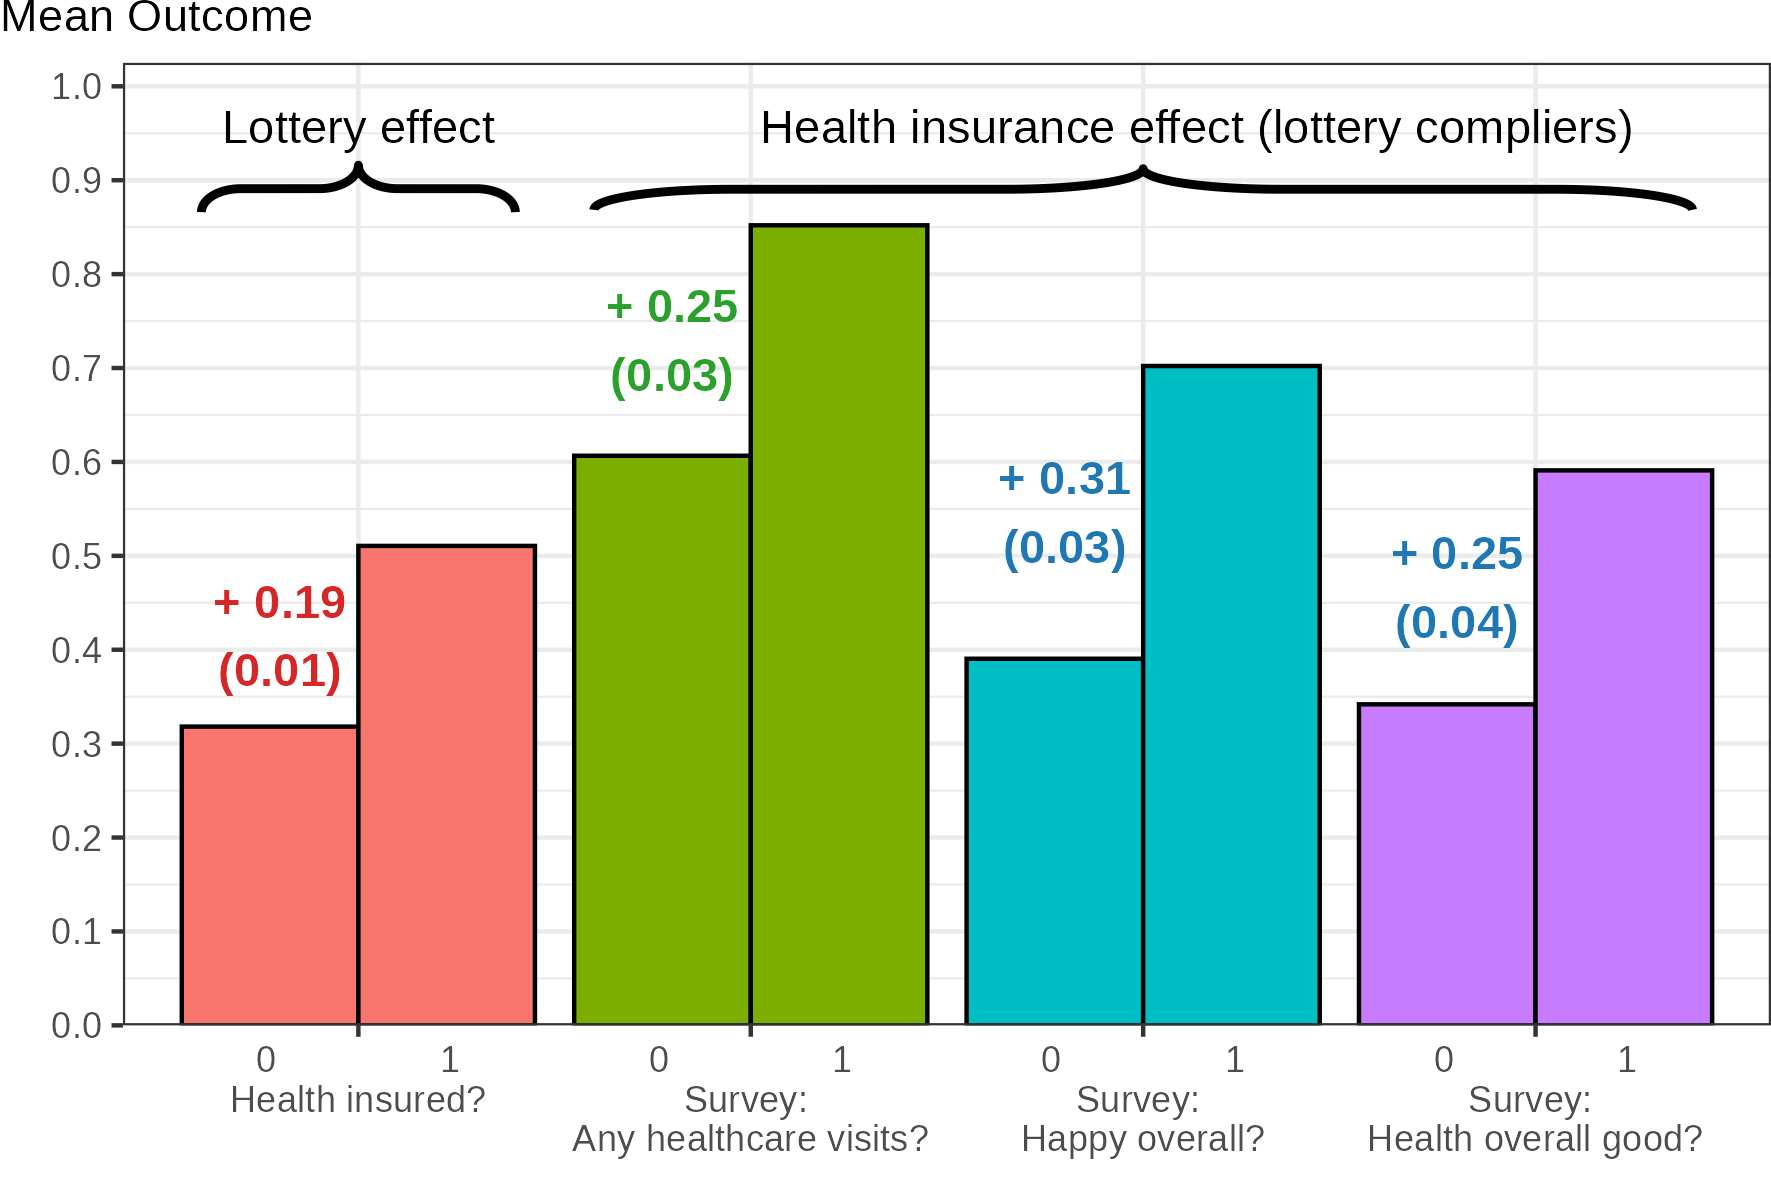 Mean Outcome
1.0
0.9
0.8
0.7
0.6
0.5
0.4
0.3
0.2
0.1
0.0
Lottery effect
Health insurance effect (lottery compliers)
+ 0.19
(0.01)
+ 0.25
(0.03)
+ 0.31
(0.03)
+ 0.25
(0.04)
0 1
Health insured?
0 1
Survey:
Any healthcare visits?
0 1
Survey:
Happy overall?
0 1
Survey:
Health overall good?